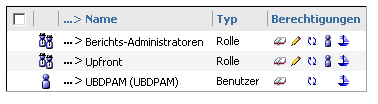 ...> Name Typ Berechtigungen
...> Berichts-Administratoren Rolle
...> Upfront Rolle
...> UBDPAM (UBDPAM) Benutzer